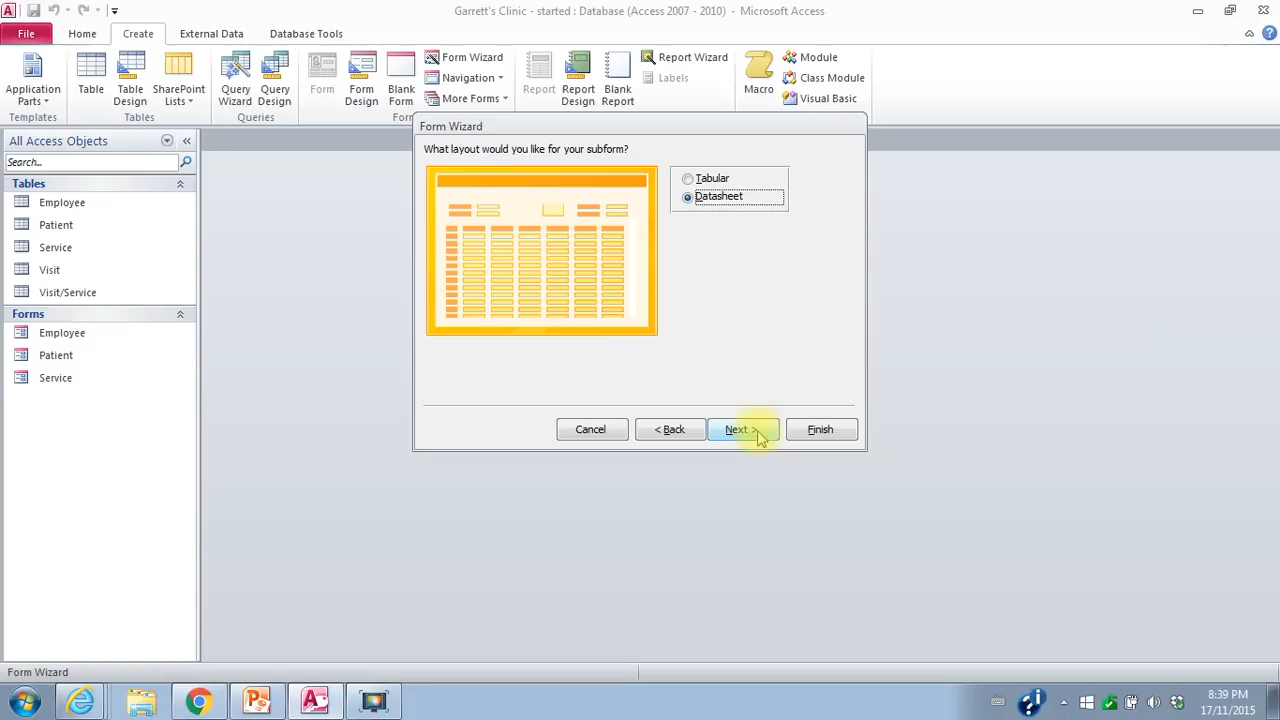 Garrett's Clinic - started : Database (Access 2007 - 2010) - Microsoft Access
File Home Create External Data Database Tools
Application Parts
Table
Table Design
SharePoint Lists
Query Wizard
Query Design
Form
Form Design
Blank Form
Form Wizard
Navigation
More Forms
Report
Report Design
Blank Report
Report Wizard
Labels
Macro
Module
Class Module
Visual Basic
Templates Tables Queries
All Access Objects
Search...
Tables
Employee
Patient
Service
Visit
Visit/Service
Forms
Employee
Patient
Service
Form Wizard
What layout would you like for your subform?
Tabular
Datasheet
Cancel < Back Next > Finish
Form Wizard
8:39 PM
17/11/2015